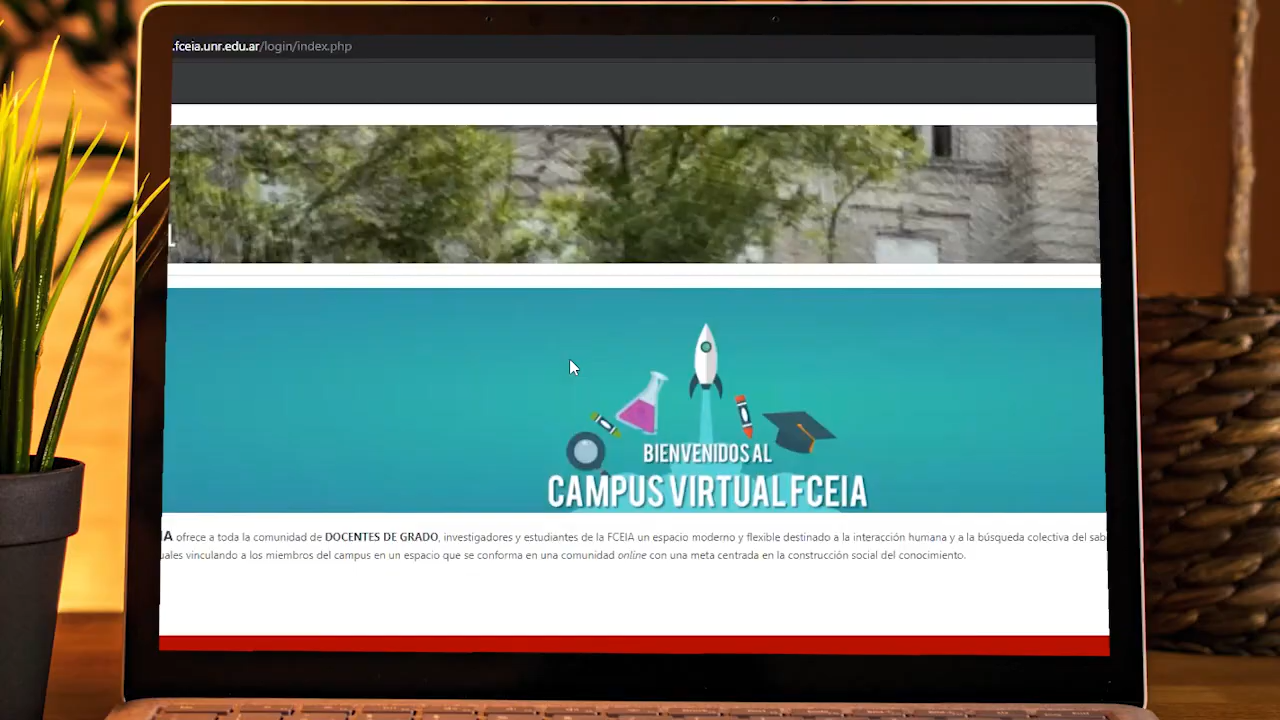 .fceia.unr.edu.ar/login/index.php
L
BIENVENIDOS AL
CAMPUS VIRTUAL FCEIA
IA ofrece a toda la comunidad de DOCENTES DE GRADO, investigadores y estudiantes de la FCEIA un espacio moderno y flexible destinado a la interacción humana y a la búsqueda colectiva del sab
uales vinculando a los miembros del campus en un espacio que se conforma en una comunidad online con una meta centrada en la construcción social del conocimiento.